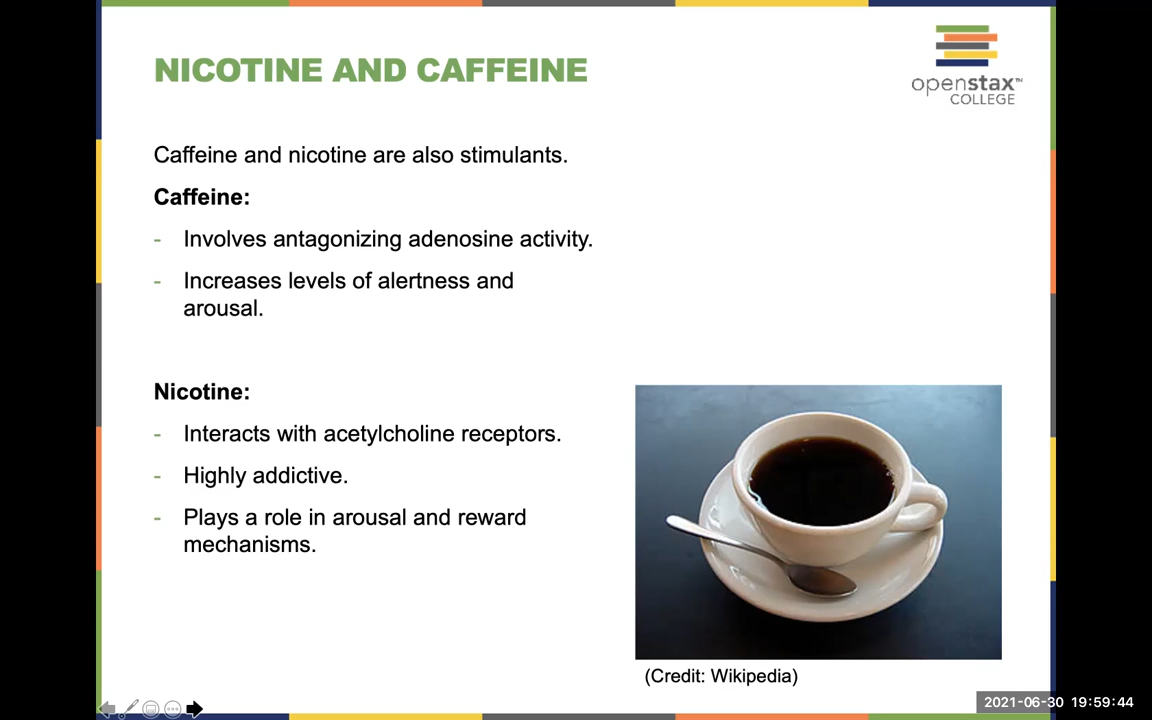 NICOTINE AND CAFFEINE
openstax™
COLLEGE
Caffeine and nicotine are also stimulants.
Caffeine:
- Involves antagonizing adenosine activity.
- Increases levels of alertness and
arousal.
Nicotine:
- Interacts with acetylcholine receptors.
- Highly addictive.
- Plays a role in arousal and reward
mechanisms.
(Credit: Wikipedia)
2021-06-30 19:59:44